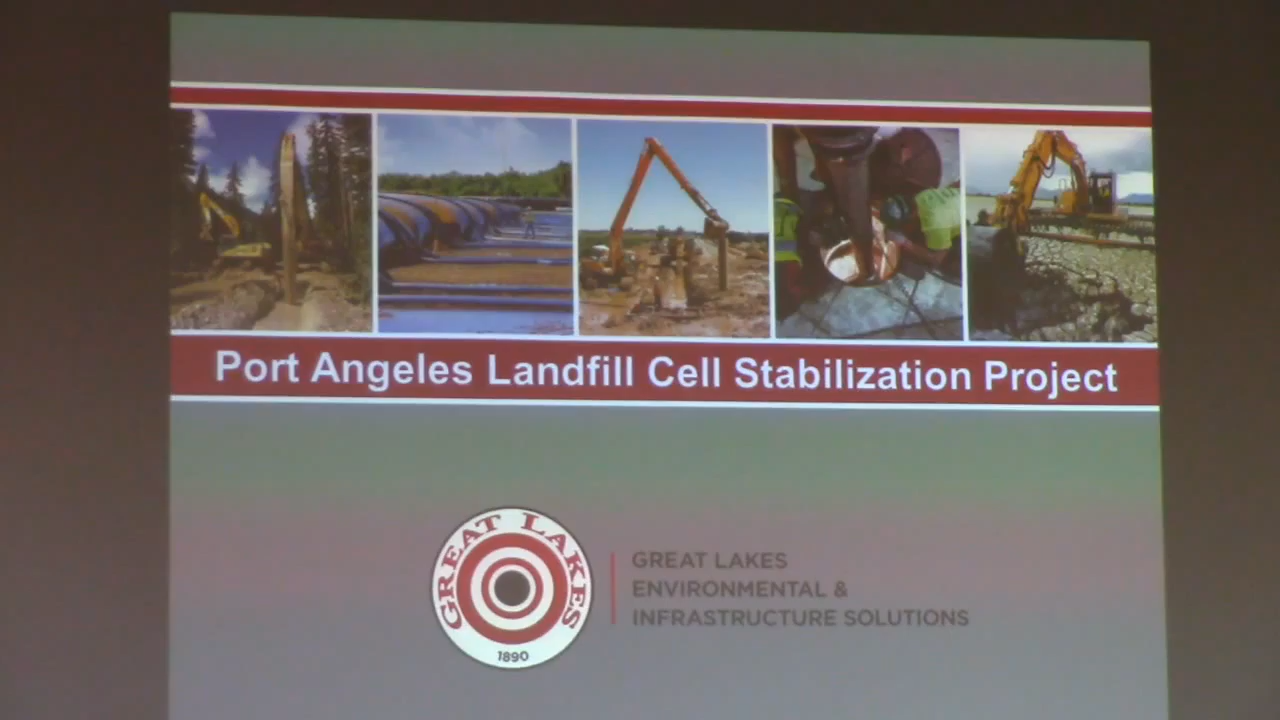 Port Angeles Landfill Cell Stabilization Project
GREAT LAKES
1890
GREAT LAKES
ENVIRONMENTAL &
INFRASTRUCTURE SOLUTIONS